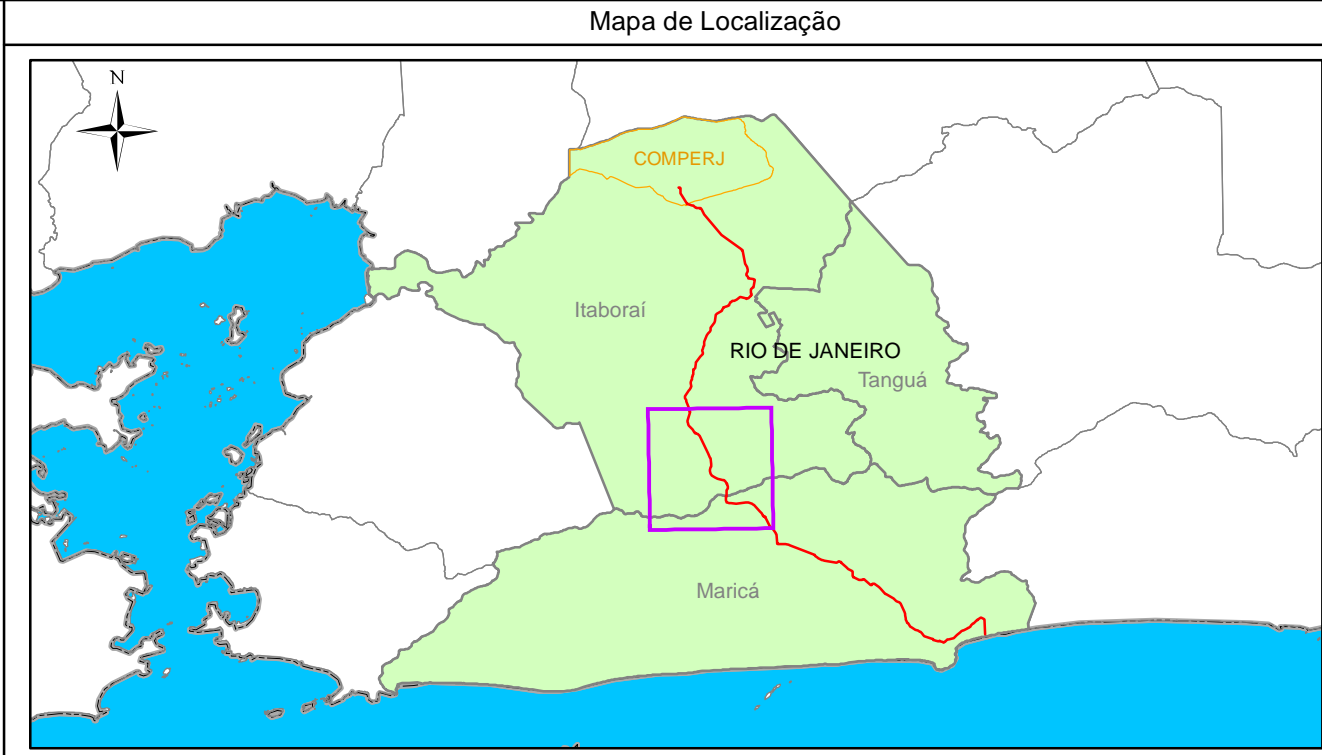 Mapa de Localização
N
COMPERJ
Itaboraí
RIO DE JANEIRO
Tanguá
Maricá